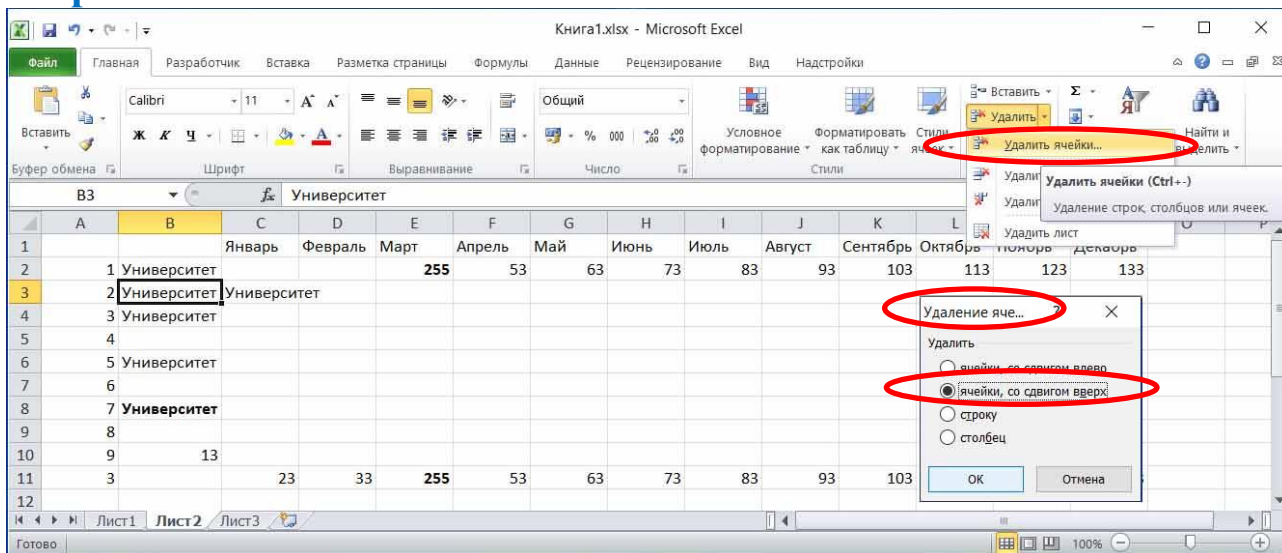 Книга1.xlsx - Microsoft Excel
Файл Главная Разработчик Вставка Разметка страницы Формулы Данные Рецензирование Вид Надстройки
Вставить
Буфер обмена
Calibri 11
Ж К Ч
Шрифт
Выравнивание
Общий
% 000
Число
Условное форматирование
Форматировать как таблицу
Стили ячеек
Стили
Вставить
Удалить
Найти и выделить
Удалить ячейки...
Удалить лист
Удалить ячейки (Ctrl+-)
Удаление строк, столбцов или ячеек.
B3 fx Университет
A B C D E F G H I J K L
1 Январь Февраль Март Апрель Май Июнь Июль Август Сентябрь Октябрь Ноябрь Декабрь
2 1 Университет 255 53 63 73 83 93 103 113 123 133
3 2 Университет Университет
4 3 Университет
5 4
6 5 Университет
7 6
8 7 Университет
9 8
10 9 13
11 3 23 33 255 53 63 73 83 93 103
12
Удаление яче... ?
Удалить
ячейки, со сдвигом влево
ячейки, со сдвигом вверх
строку
столбец
ОК Отмена
Лист1 Лист2 Лист3
Готово 100%